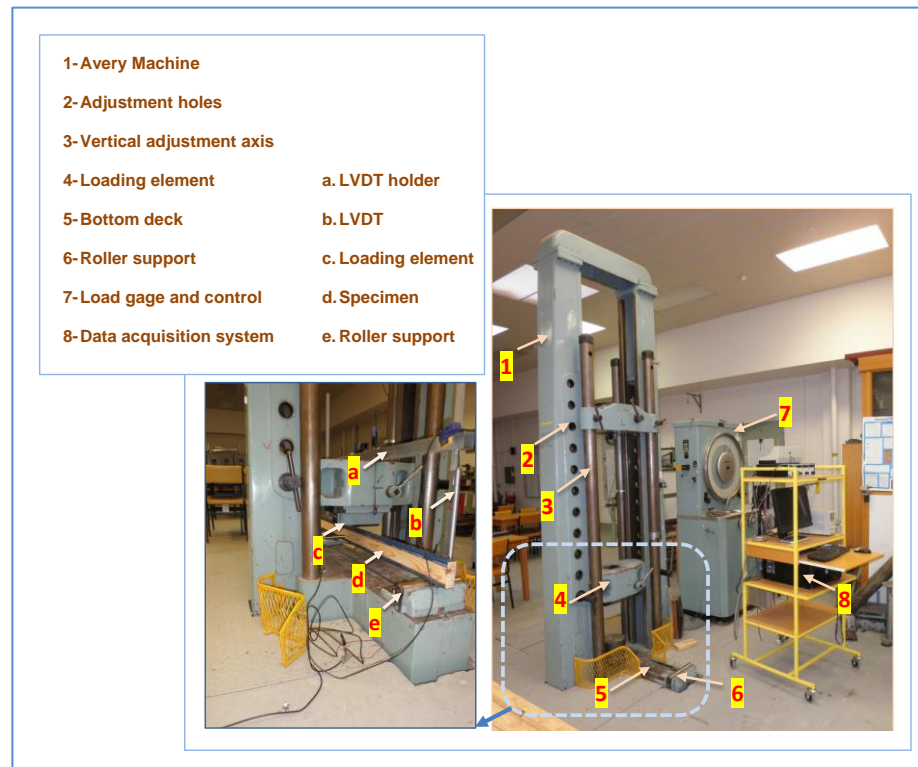 1-Avery Machine
2-Adjustment holes
3-Vertical adjustment axis
4-Loading element
a. LVDT holder
5-Bottom deck
b. LVDT
6-Roller support
c. Loading element
7-Load gage and control
d. Specimen
8-Data acquisition system
e. Roller support
1
2
3
4
5
6
7
8
a
b
c
d
e